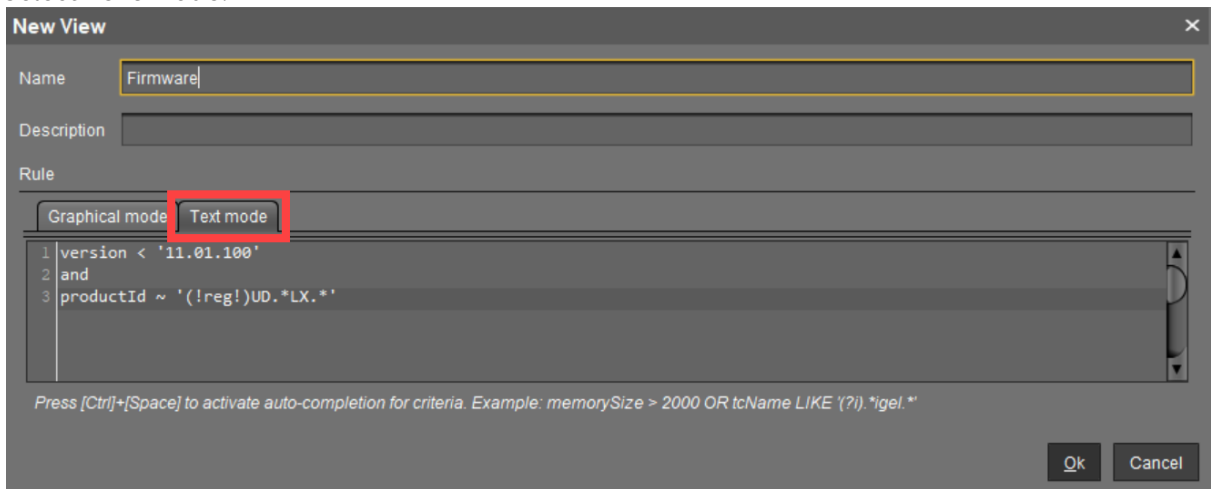 New View ×
Name Firmware
Description
Rule
Graphical mode Text mode
1 version < '11.01.100'
2 and
3 productId ~ '(!reg!)UD.*LX.*'
Press [Ctrl]+[Space] to activate auto-completion for criteria. Example: memorySize > 2000 OR tcName LIKE '(?i).*igel.*'
Ok Cancel